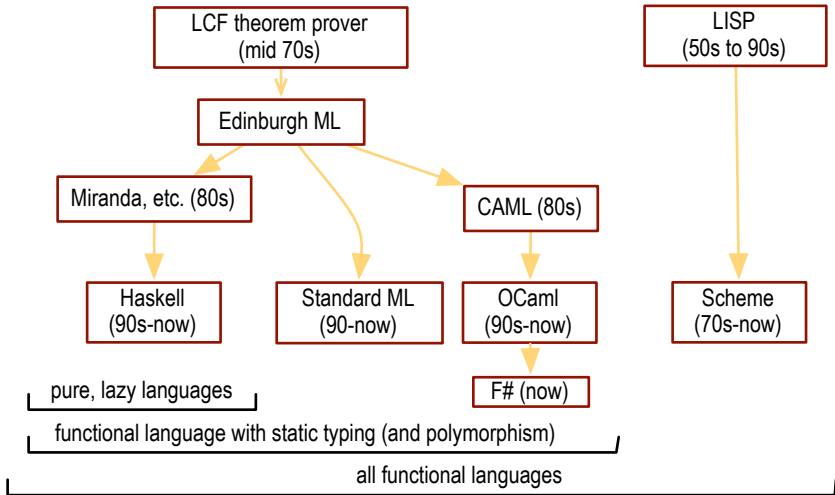 LCF theorem prover
(mid 70s)
LISP
(50s to 90s)
Edinburgh ML
Miranda, etc. (80s)
CAML (80s)
Haskell
(90s-now)
Standard ML
(90-now)
OCaml
(90s-now)
Scheme
(70s-now)
F# (now)
pure, lazy languages
functional language with static typing (and polymorphism)
all functional languages